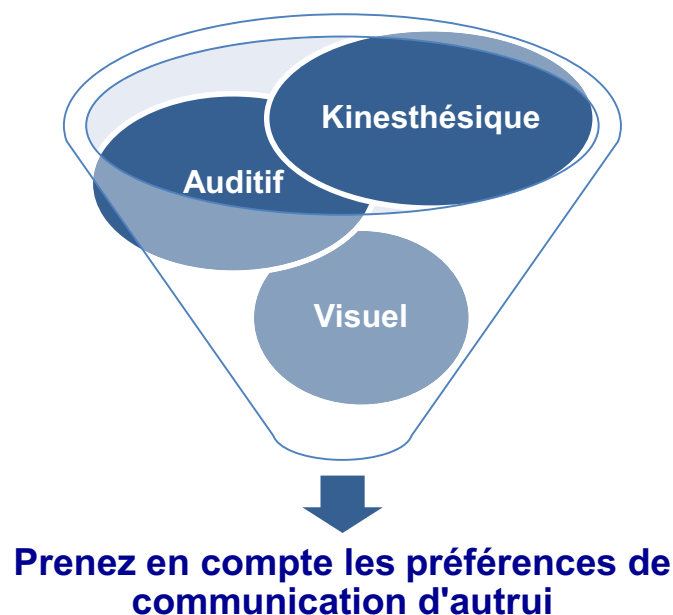 Kinesthésique
Auditif
Visuel
Prenez en compte les préférences de
communication d'autrui